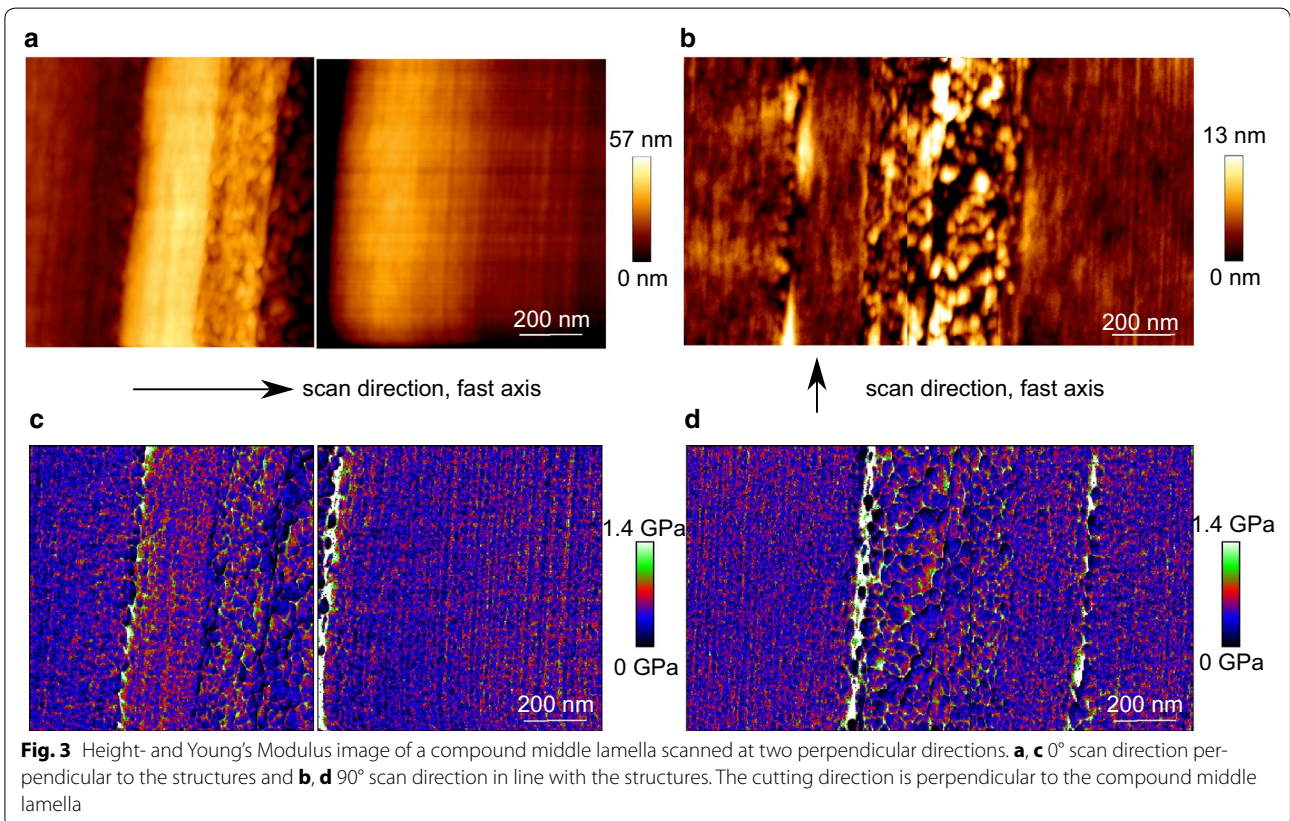 a
b
57 nm
0 nm
200 nm
13 nm
0 nm
200 nm
scan direction, fast axis
scan direction, fast axis
c
d
1.4 GPa
0 GPa
200 nm
1.4 GPa
0 GPa
200 nm
Fig. 3 Height- and Young's Modulus image of a compound middle lamella scanned at two perpendicular directions. a, c 0° scan direction per-
pendicular to the structures and b, d 90° scan direction in line with the structures. The cutting direction is perpendicular to the compound middle
lamella